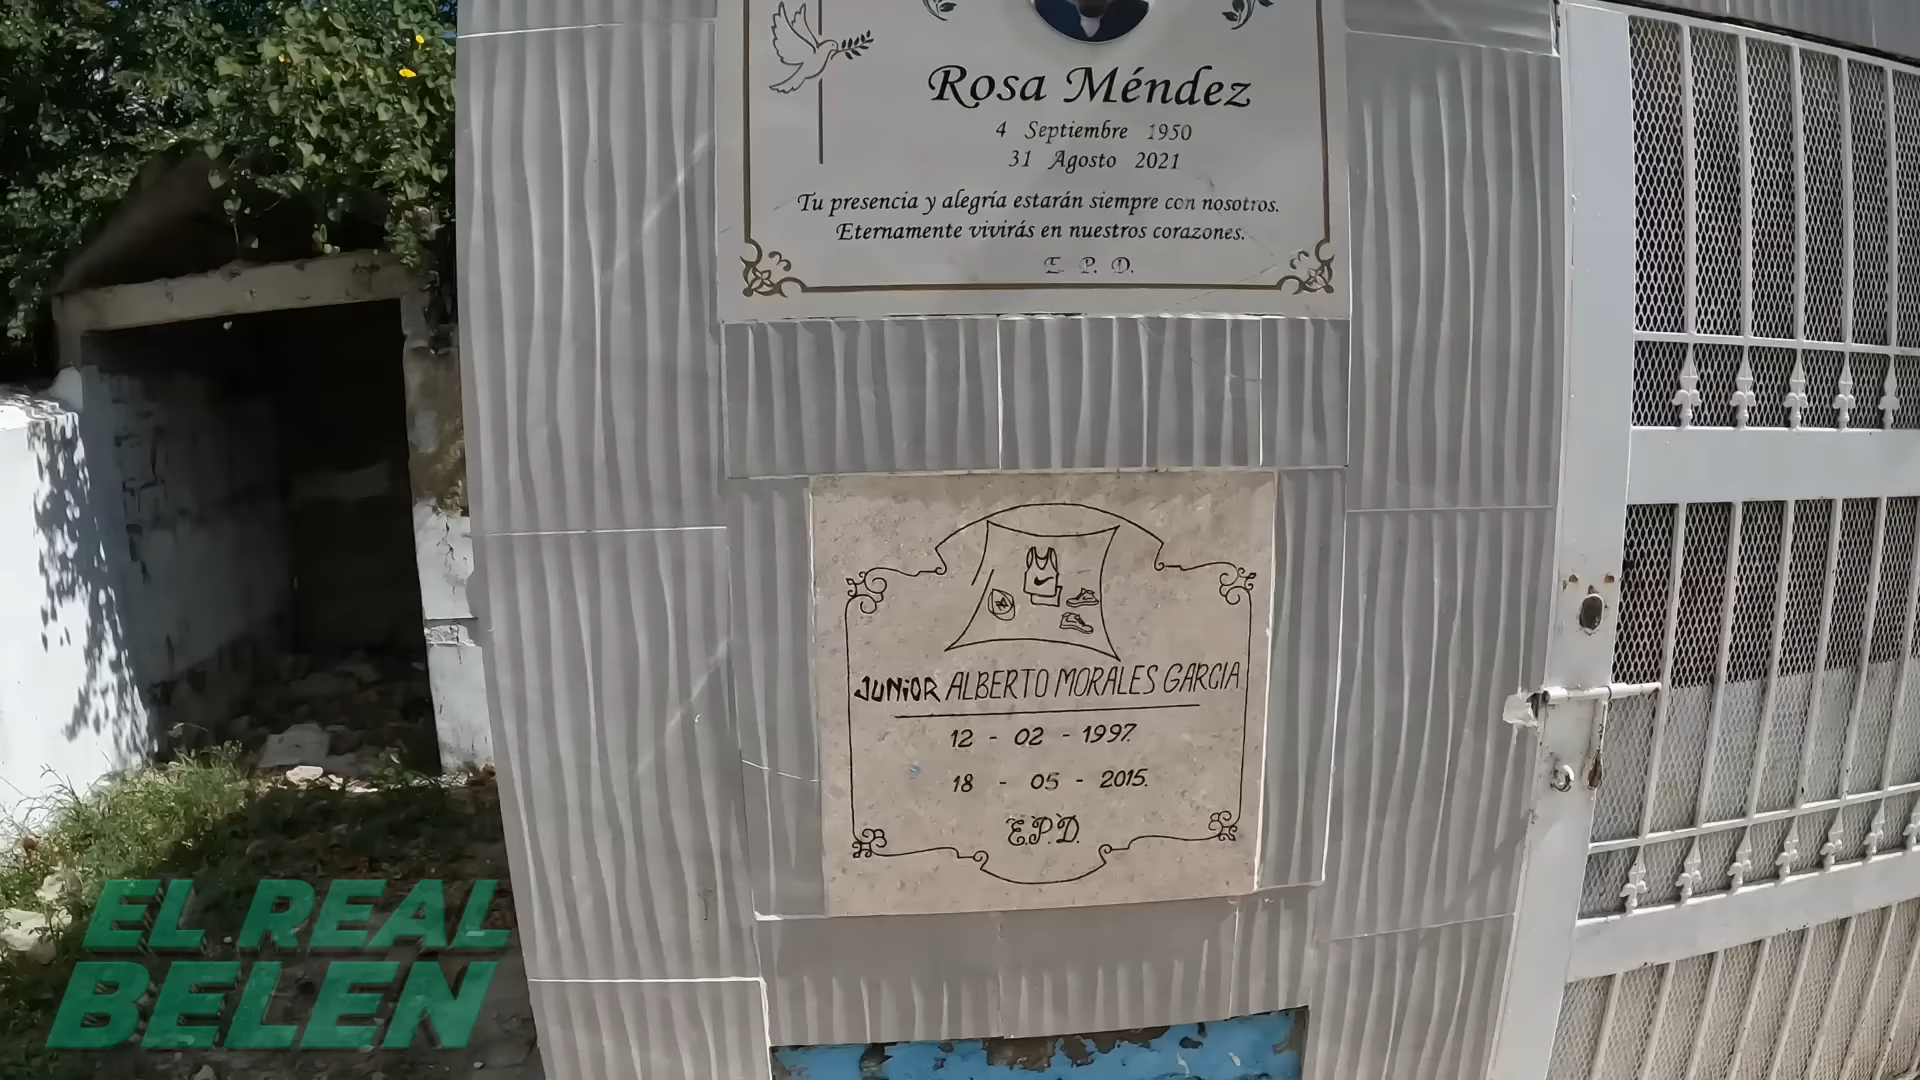 Rosa Méndez
4 Septiembre 1950
31 Agosto 2021
Tu presencia y alegría estarán siempre con nosotros.
Eternamente vivirás en nuestros corazones.
E. P. D.
JUNiOR ALBERTO MORALES GARCIA
12 - 02 - 1997.
18 - 05 - 2015.
E.P.D.
EL REAL
BELEN